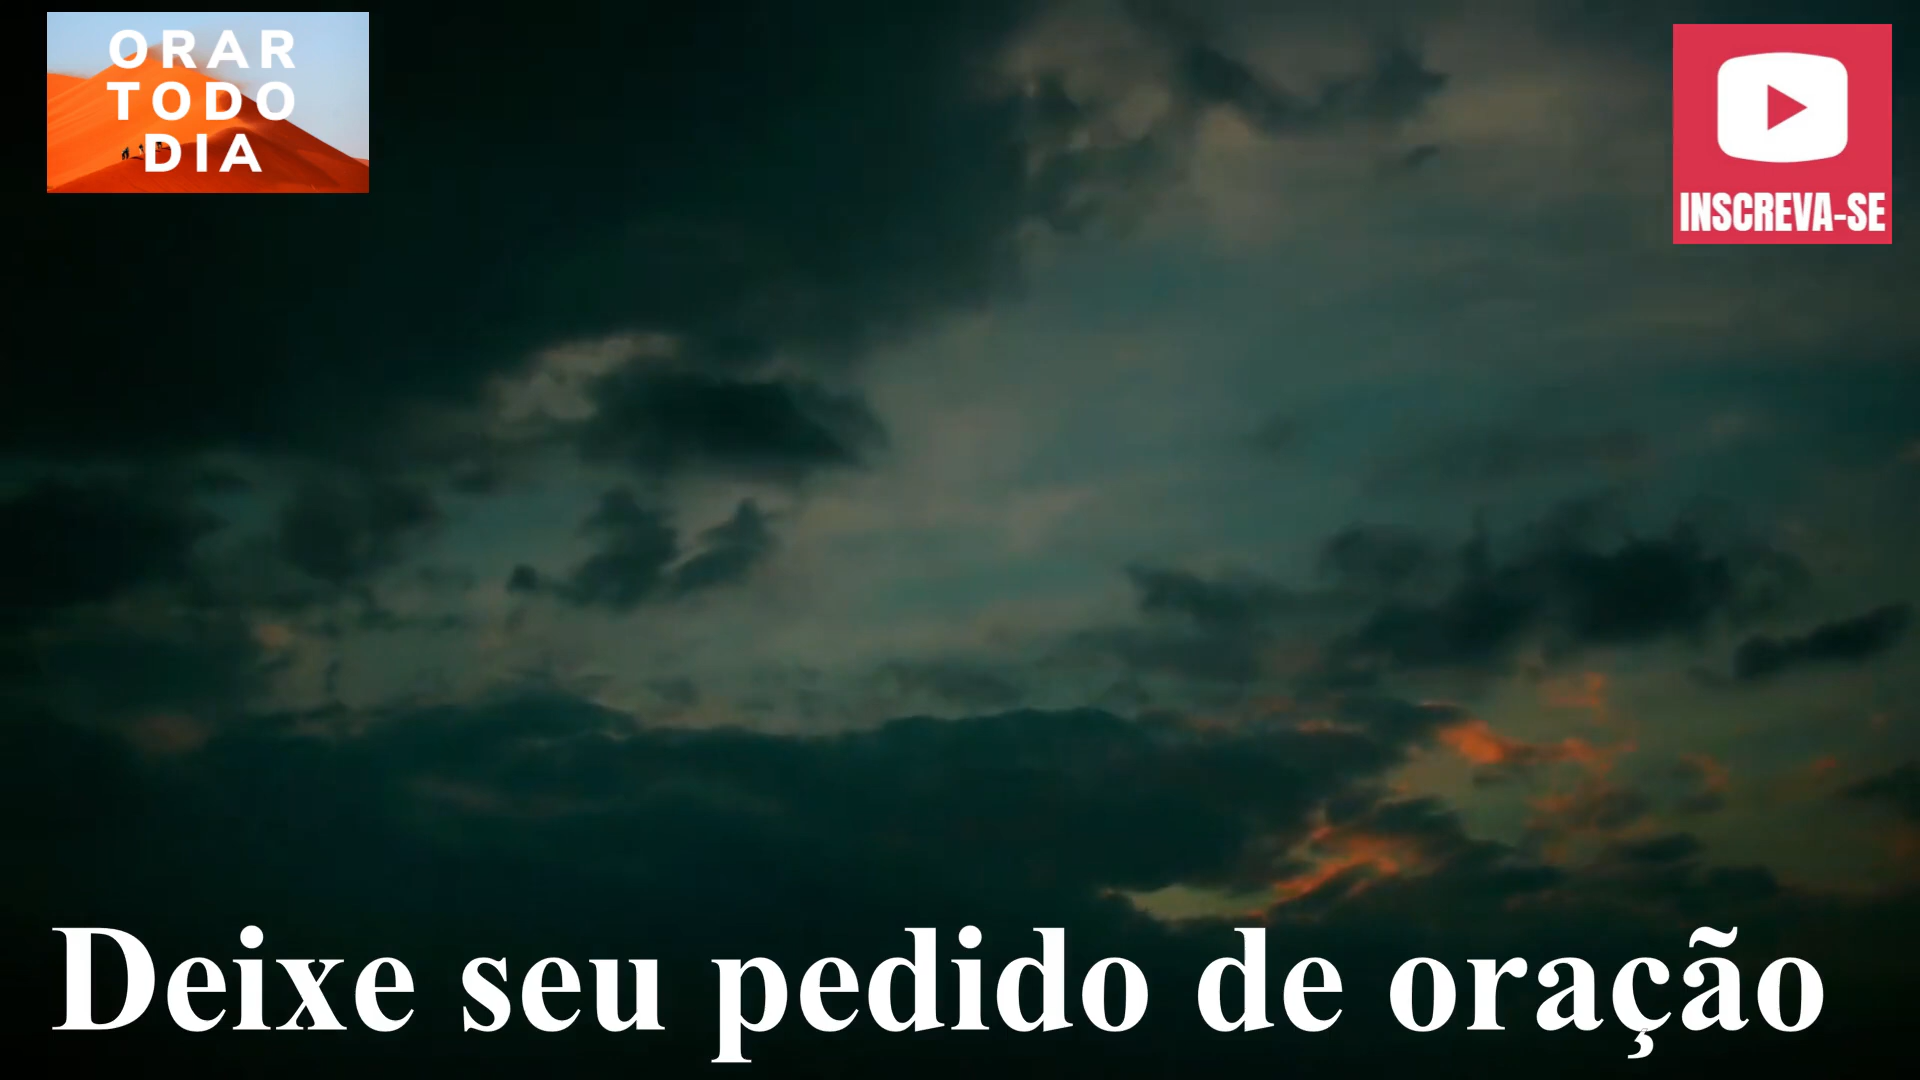 ORAR
TODO
DIA
INSCREVA-SE
Deixe seu pedido de oração